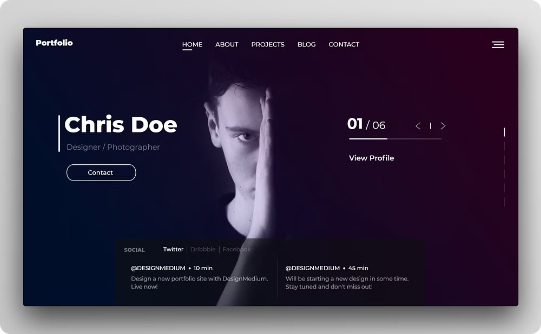 Portfolio
HOME ABOUT PROJECTS BLOG CONTACT
Chris Doe
Designer / Photographer
Contact
01 / 06
View Profile
SOCIAL Twitter Dribbble Facebook
@DESIGNMEDIUM • 10 min
Design a new portfolio site with DesignMedium,
Live now!
@DESIGNMEDIUM • 45 min
Will be starting a new design in some time.
Stay tuned and don't miss out!